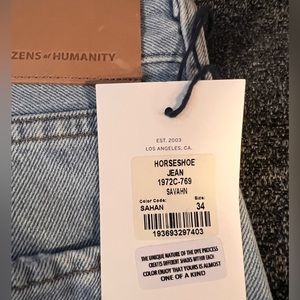 ZENS of HUMANITY
EST. 2003
LOS ANGELES, CA.
HORSESHOE
JEAN
1972C-769
SAVAHN
Color Code: Size:
SAHAN 34
193693297403
THE UNIQUE NATURE OF THE DYE PROCESS
CREATES DIFFERENT SHADES WITHIN EACH
COLOR ENJOY THAT YOURS IS ALMOST
ONE OF A KIND